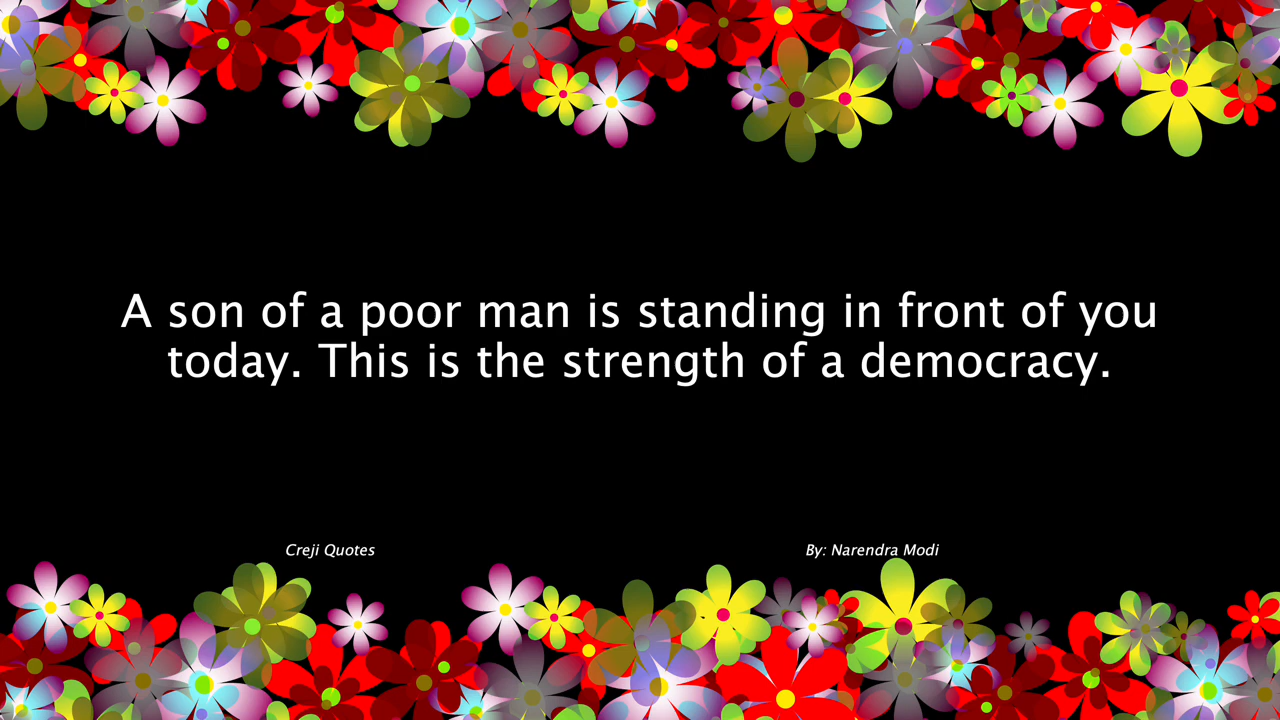 A son of a poor man is standing in front of you
today. This is the strength of a democracy.
Creji Quotes
By: Narendra Modi